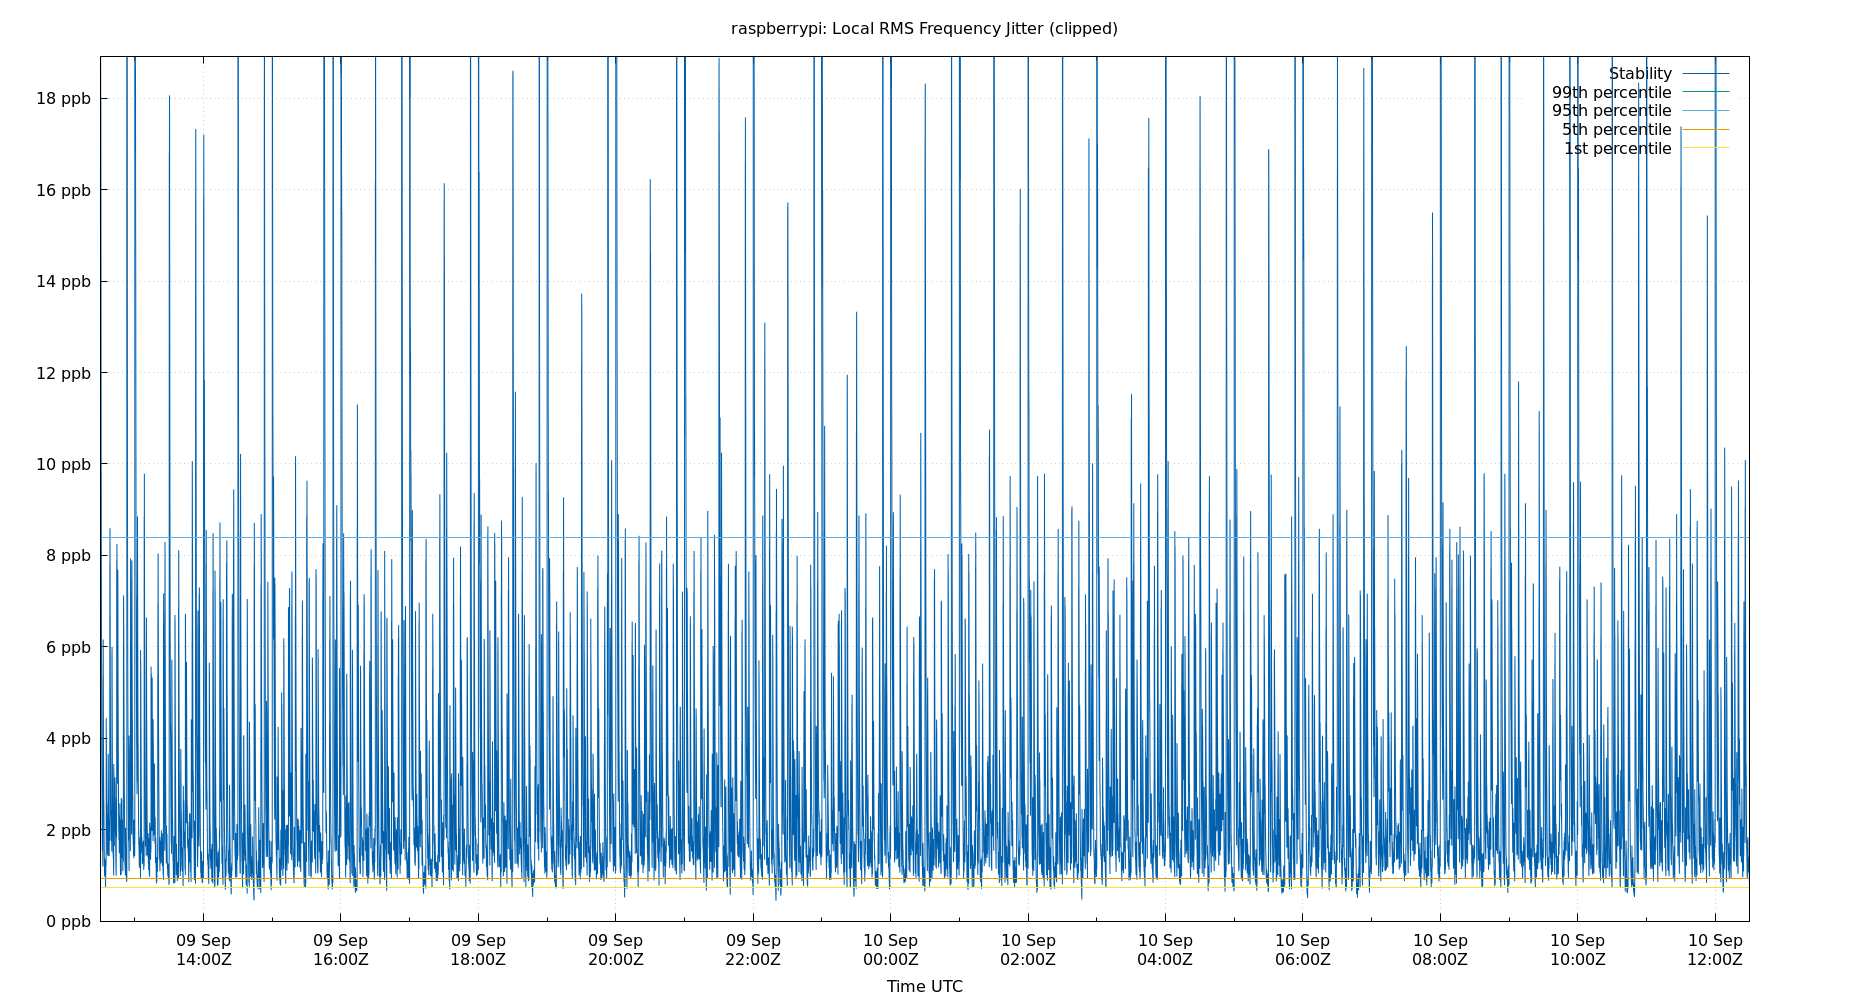 raspberrypi: Local RMS Frequency Jitter (clipped)
Stability
99th percentile
95th percentile
5th percentile
1st percentile
18 ppb
16 ppb
14 ppb
12 ppb
10 ppb
8 ppb
6 ppb
4 ppb
2 ppb
0 ppb
09 Sep 09 Sep 09 Sep 09 Sep 09 Sep 10 Sep 10 Sep 10 Sep 10 Sep 10 Sep 10 Sep 10 Sep
14:00Z 16:00Z 18:00Z 20:00Z 22:00Z 00:00Z 02:00Z 04:00Z 06:00Z 08:00Z 10:00Z 12:00Z
Time UTC